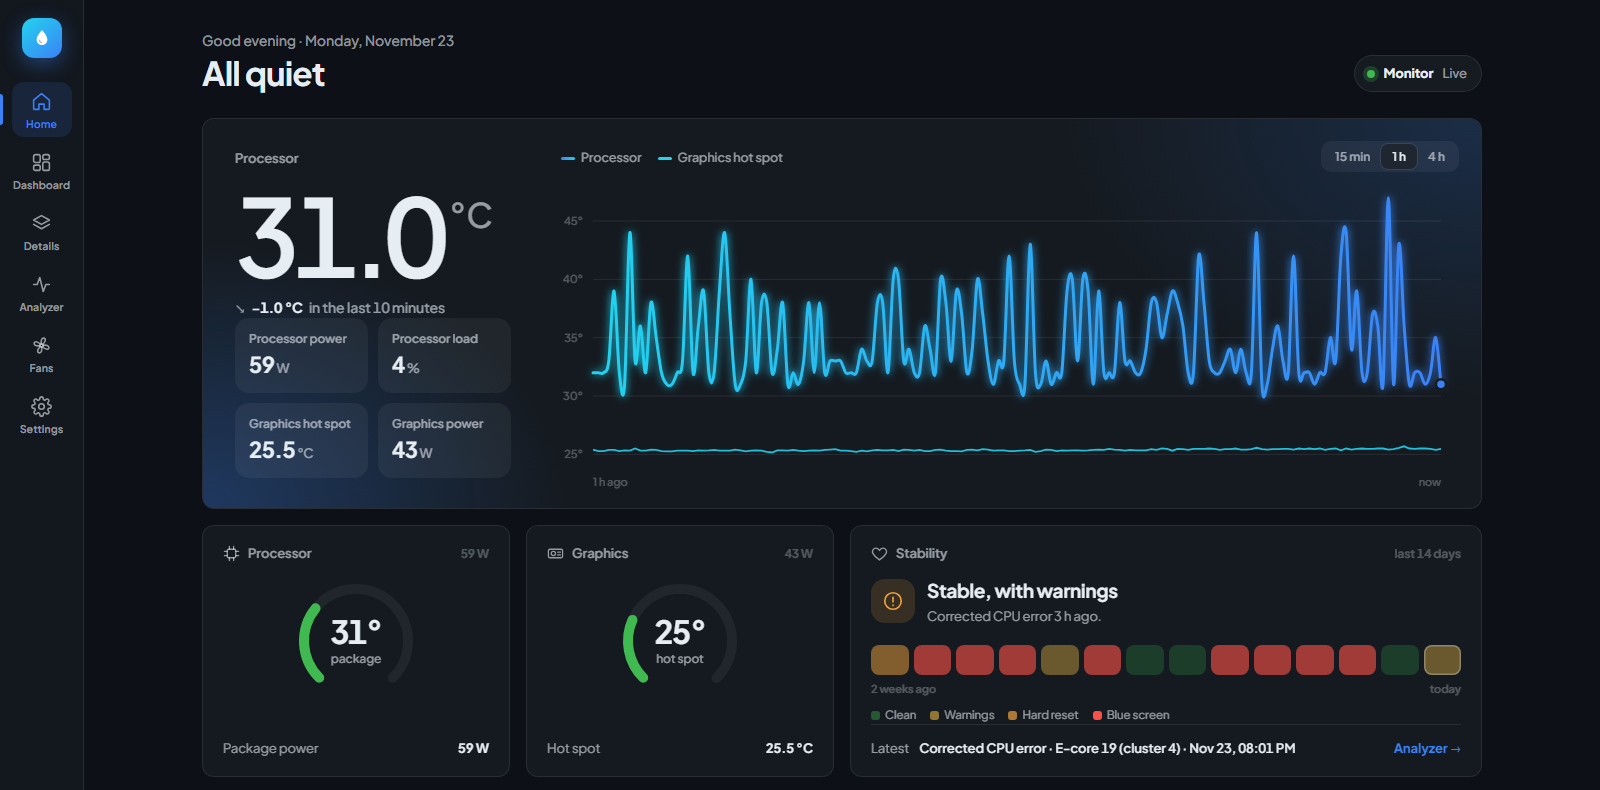 Good evening · Monday, November 23
All quiet
Monitor Live
Home
Dashboard
Details
Analyzer
Fans
Settings
Processor
31.0 °C
↘ −1.0 °C in the last 10 minutes
Processor power
59 W
Processor load
4 %
Graphics hot spot
25.5 °C
Graphics power
43 W
Processor Graphics hot spot
15 min 1 h 4 h
45°
40°
35°
30°
25°
1 h ago now
Processor 59 W
31°
package
Package power 59 W
Graphics 43 W
25°
hot spot
Hot spot 25.5 °C
Stability last 14 days
Stable, with warnings
Corrected CPU error 3 h ago.
2 weeks ago today
Clean Warnings Hard reset Blue screen
Latest Corrected CPU error · E-core 19 (cluster 4) · Nov 23, 08:01 PM Analyzer →